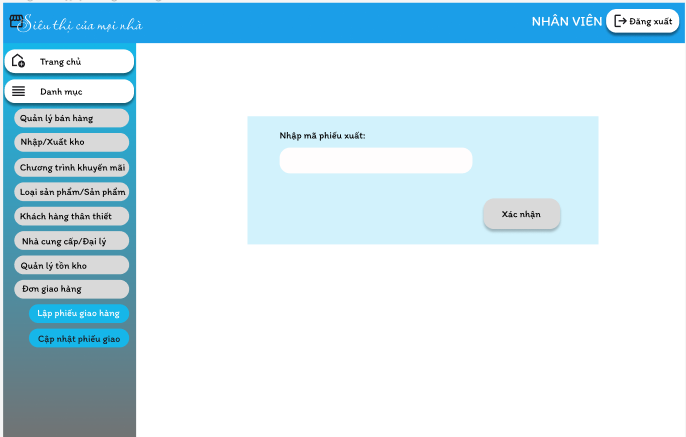 Siêu thị của mọi nhà
NHÂN VIÊN
Đăng xuất
Trang chủ
Danh mục
Quản lý bán hàng
Nhập/Xuất kho
Chương trình khuyến mãi
Loại sản phẩm/Sản phẩm
Khách hàng thân thiết
Nhà cung cấp/Đại lý
Quản lý tồn kho
Đơn giao hàng
Lập phiếu giao hàng
Cập nhật phiếu giao
Nhập mã phiếu xuất:
Xác nhận